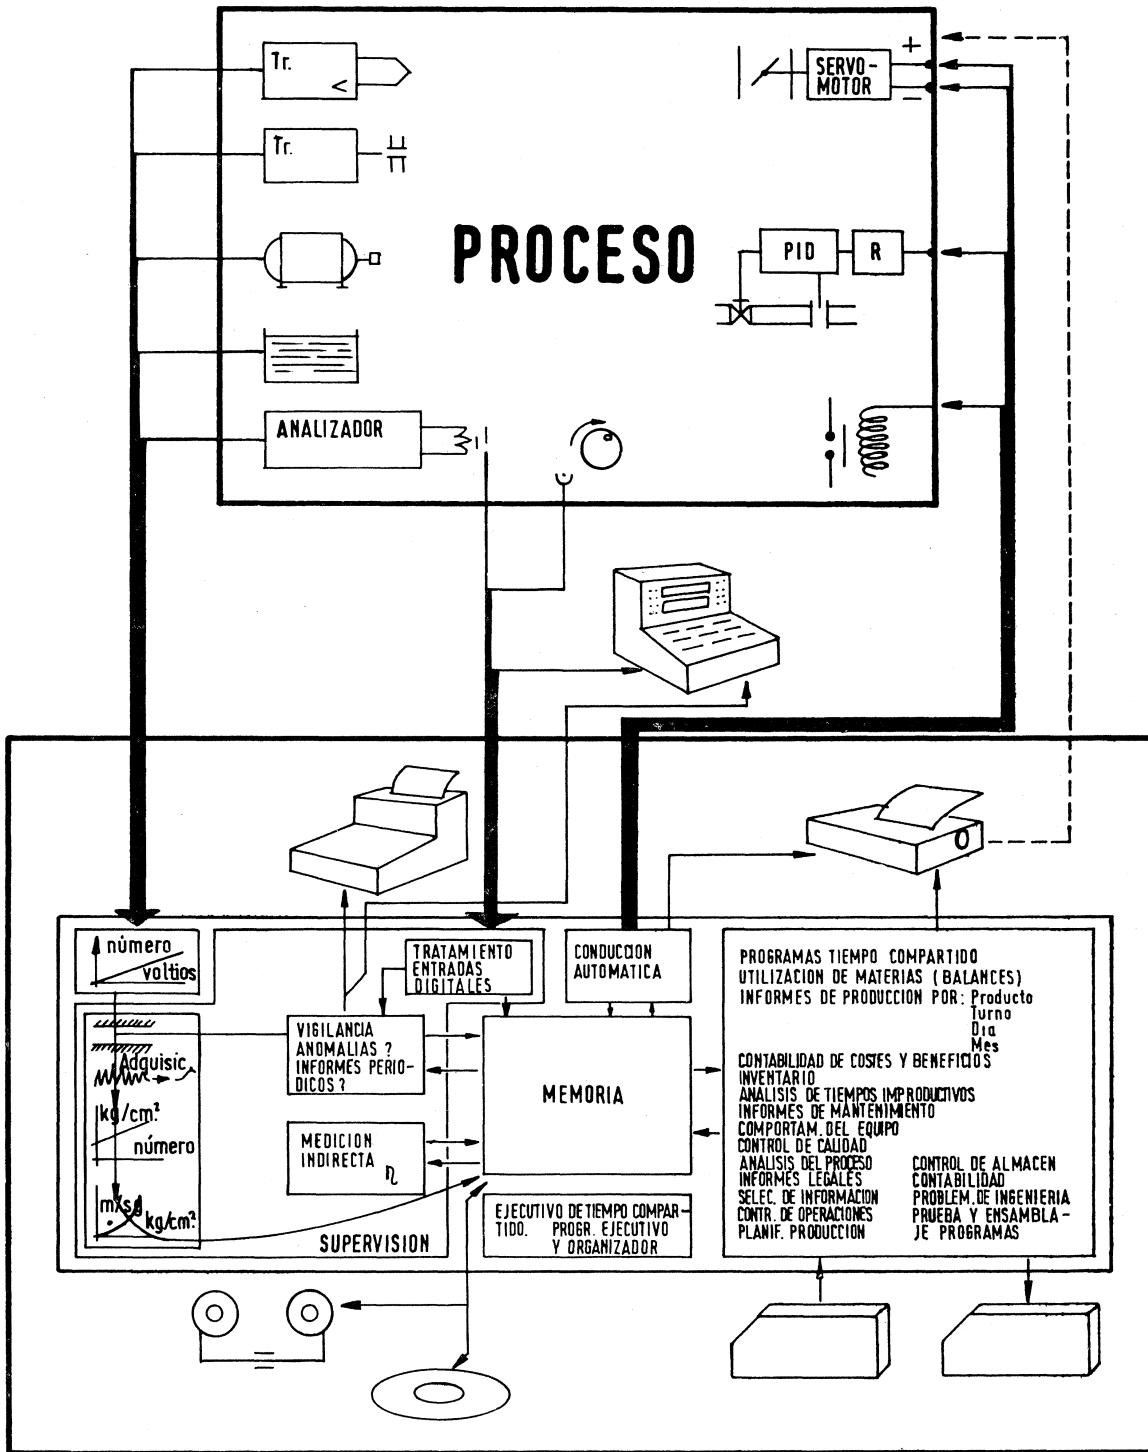 Tr.
<
Tr.
PROCESO
ANALIZADOR
+
SERVO-
MOTOR
-
PID
R
número
voltios
Adquisic.
kg/cm².
número
m/sg
kg/cm².
TRATAMIENTO
ENTRADAS
DIGITALES
VIGILANCIA
ANOMALIAS ?
INFORMES PERIO-
DICOS ?
MEDICION
INDIRECTA η
SUPERVISION
CONDUCCION
AUTOMATICA
MEMORIA
EJECUTIVO DE TIEMPO COMPAR-
TIDO. PROGR. EJECUTIVO
Y ORGANIZADOR
PROGRAMAS TIEMPO COMPARTIDO
UTILIZACION DE MATERIAS (BALANCES)
INFORMES DE PRODUCCION POR: Producto
Turno
Dia
Mes
CONTABILIDAD DE COSTES Y BENEFICIOS
INVENTARIO
ANALISIS DE TIEMPOS IMPRODUCTIVOS
INFORMES DE MANTENIMIENTO
COMPORTAM. DEL EQUIPO
CONTROL DE CALIDAD
ANALISIS DEL PROCESO
INFORMES LEGALES
SELEC. DE INFORMACION
CONTR. DE OPERACIONES
PLANIF. PRODUCCION
CONTROL DE ALMACEN
CONTABILIDAD
PROBLEM. DE INGENIERIA
PRUEBA Y ENSAMBLA-
JE PROGRAMAS